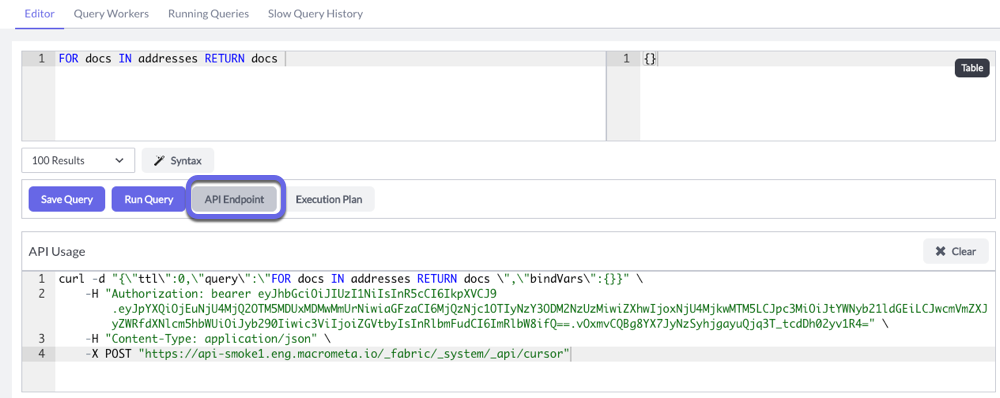 Editor Query Workers Running Queries Slow Query History
1 FOR docs IN addresses RETURN docs 1 {}
Table
100 Results Syntax
Save Query Run Query API Endpoint Execution Plan
API Usage Clear
1 curl -d "{\"ttl\":0,\"query\":\"FOR docs IN addresses RETURN docs \",\"bindVars\":{}}" \
2 -H "Authorization: bearer eyJhbGciOiJIUzI1NiIsInR5cCI6IkpXVCJ9
.eyJpYXQiOjEuNjU4MjQ2OTM5MDUxMDMwMmUrNiwiaGFzaCI6MjQzNjc1OTIyNzY3ODM2NzUzMiwiZXhwIjoxNjU4MjkwMTM5LCJpc3MiOiJtYWNyb21ldGEiLCJwcmVmZXJ
yZWRfdXNlcm5hbWUiOiJyb290Iiwic3ViIjoiZGVtbyIsInRlbmFudCI6ImRlbW8ifQ==.vOxmvCQBg8YX7JyNzSyhjgayuQjq3T_tcdDh02yv1R4=" \
3 -H "Content-Type: application/json" \
4 -X POST "https://api-smoke1.eng.macrometa.io/_fabric/_system/_api/cursor"